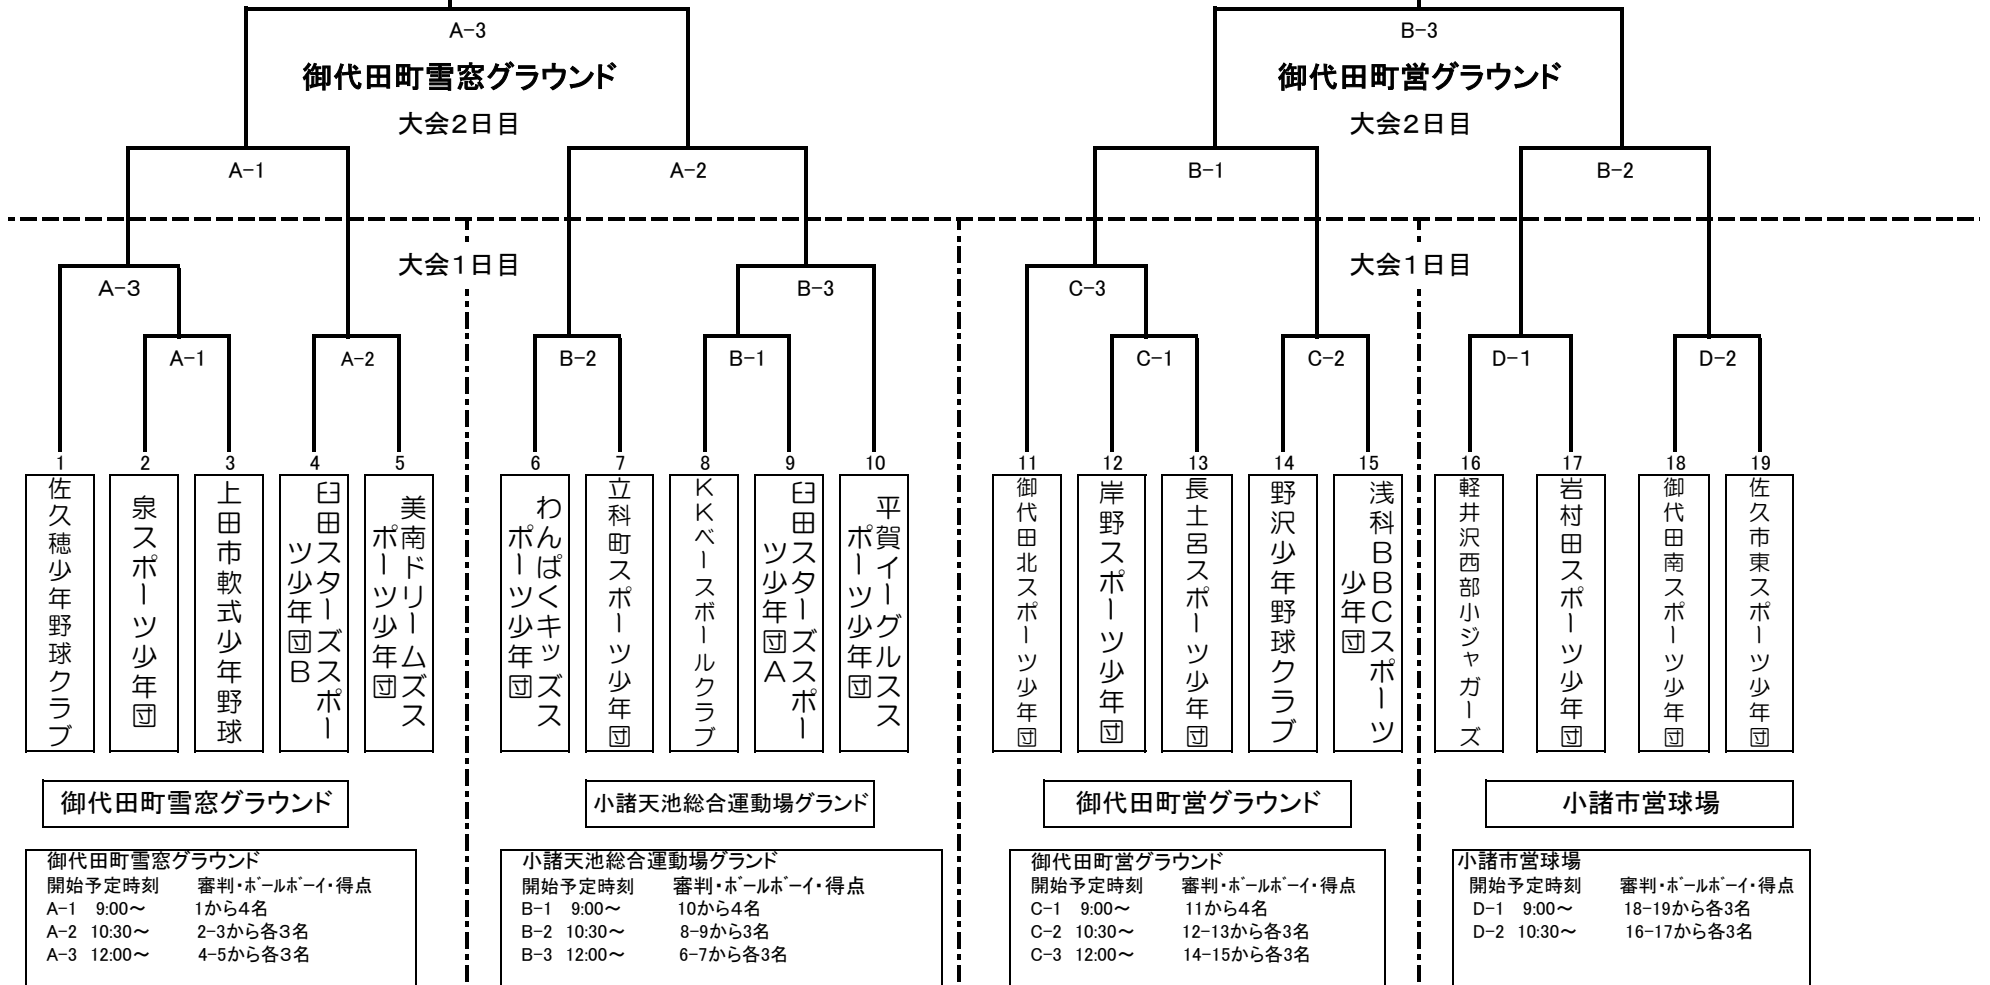 A-3
B-3
御代田町雪窓グラウンド
御代田町営グラウンド
大会2日目
大会2日目
A-1
A-2
B-1
B-2
大会1日目
大会1日目
A-3
B-3
C-3
A-1
A-2
B-2
B-1
C-1
C-2
D-1
D-2
1
2
3
4
5
6
7
8
9
10
11
12
13
14
15
16
17
18
19
佐久穂少年野球クラブ
泉スポーツ少年団
上田市軟式少年野球
臼田スターズスポー
ツ少年団B
美南ドリームズス
ポーツ少年団
わんぱくキッズス
ポーツ少年団
立科町スポーツ少年団
KKベースボールクラブ
臼田スターズスポー
ツ少年団A
平賀イーグルスス
ポーツ少年団
御代田北スポーツ少年団
岸野スポーツ少年団
長土呂スポーツ少年団
野沢少年野球クラブ
浅科BBCスポーツ
少年団
軽井沢西部小ジャガーズ
岩村田スポーツ少年団
御代田南スポーツ少年団
佐久市東スポーツ少年団
御代田町雪窓グラウンド
小諸天池総合運動場グランド
御代田町営グラウンド
小諸市営球場
御代田町雪窓グラウンド
開始予定時刻 審判・ボールボーイ・得点
A-1 9:00～ 1から4名
A-2 10:30～ 2-3から各3名
A-3 12:00～ 4-5から各3名
小諸天池総合運動場グランド
開始予定時刻 審判・ボールボーイ・得点
B-1 9:00～ 10から4名
B-2 10:30～ 8-9から3名
B-3 12:00～ 6-7から各3名
御代田町営グラウンド
開始予定時刻 審判・ボールボーイ・得点
C-1 9:00～ 11から4名
C-2 10:30～ 12-13から各3名
C-3 12:00～ 14-15から各3名
小諸市営球場
開始予定時刻 審判・ボールボーイ・得点
D-1 9:00～ 18-19から各3名
D-2 10:30～ 16-17から各3名